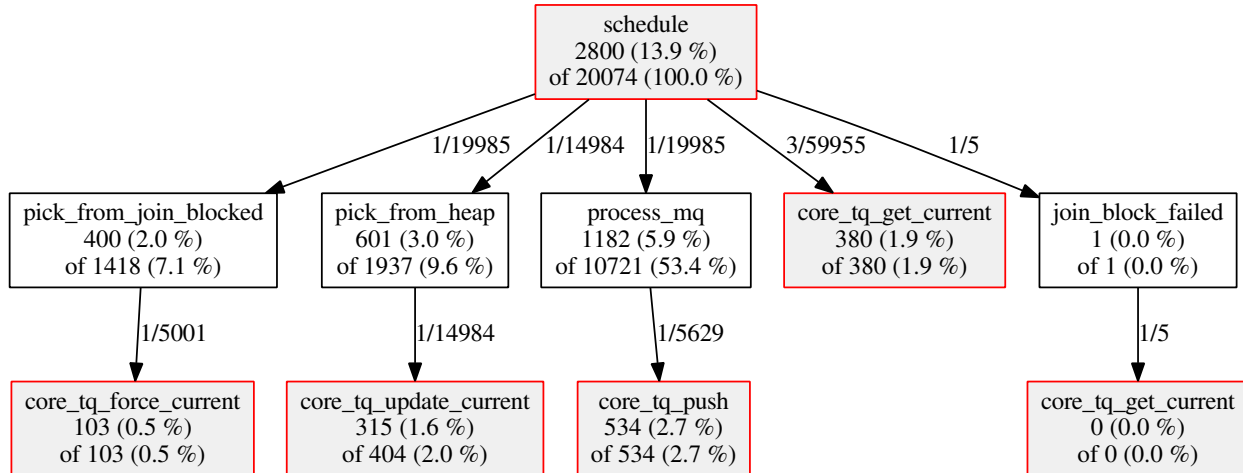 schedule
2800 (13.9 %)
of 20074 (100.0 %)
1/19985
1/14984
1/19985
3/59955
1/5
pick_from_join_blocked
400 (2.0 %)
of 1418 (7.1 %)
pick_from_heap
601 (3.0 %)
of 1937 (9.6 %)
process_mq
1182 (5.9 %)
of 10721 (53.4 %)
core_tq_get_current
380 (1.9 %)
of 380 (1.9 %)
join_block_failed
1 (0.0 %)
of 1 (0.0 %)
1/5001
1/14984
1/5629
1/5
core_tq_force_current
103 (0.5 %)
of 103 (0.5 %)
core_tq_update_current
315 (1.6 %)
of 404 (2.0 %)
core_tq_push
534 (2.7 %)
of 534 (2.7 %)
core_tq_get_current
0 (0.0 %)
of 0 (0.0 %)